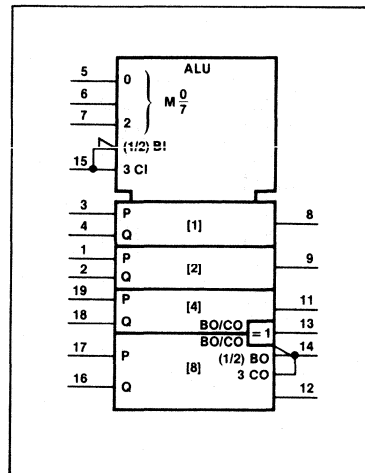 ALU
5 0
6 M 0/7
7 2
(1/2) BI
15 3 CI
3 P [1] 8
4 Q
1 P [2] 9
2 Q
19 P [4] 11
18 Q BO/CO = 1 13
BO/CO
17 P (1/2) BO 14
[8] 3 CO
16 Q 12